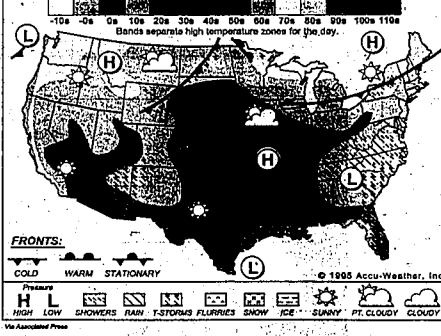 -10s -0s 0s 10s 20s 30s 40s 50s 60s 70s 80s 90s 100s 110s
Bands separate high temperature zones for the day.
L
H
H
H
L
L
FRONTS:
COLD WARM STATIONARY
© 1995 Accu-Weather, Inc
Pressure
H L
HIGH LOW SHOWERS RAIN T-STORMS FLURRIES SNOW ICE SUNNY PT. CLOUDY CLOUDY
Via Associated Press